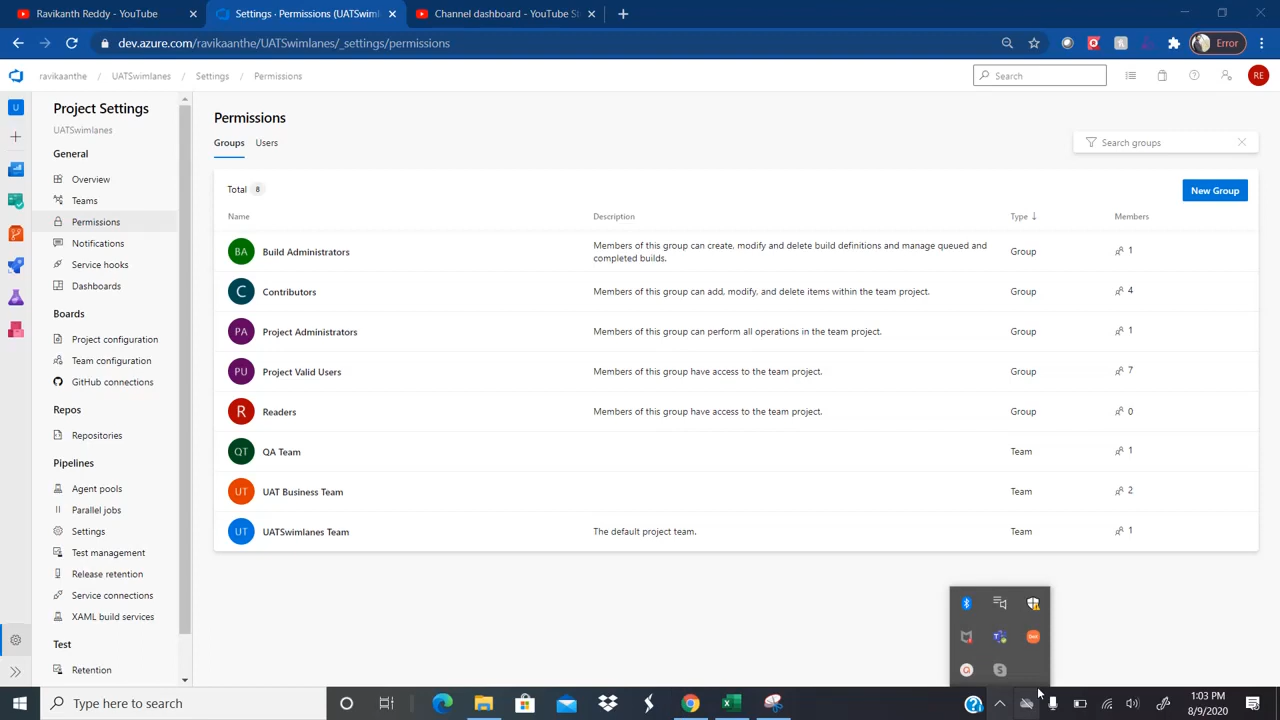 Ravikanth Reddy - YouTube
Settings · Permissions (UATSwiml
Channel dashboard - YouTube St
dev.azure.com/ravikaanthe/UATSwimlanes/_settings/permissions
Error
ravikaanthe / UATSwimlanes / Settings / Permissions
Search
RE
U
Project Settings
UATSwimlanes
General
Overview
Teams
Permissions
Notifications
Service hooks
Dashboards
Boards
Project configuration
Team configuration
GitHub connections
Repos
Repositories
Pipelines
Agent pools
Parallel jobs
Settings
Test management
Release retention
Service connections
XAML build services
Test
Retention
Permissions
Groups Users
Search groups
Total 8
New Group
Name Description Type Members
BA Build Administrators Members of this group can create, modify and delete build definitions and manage queued and Group 1
completed builds.
C Contributors Members of this group can add, modify, and delete items within the team project. Group 4
PA Project Administrators Members of this group can perform all operations in the team project. Group 1
PU Project Valid Users Members of this group have access to the team project. Group 7
R Readers Members of this group have access to the team project. Group 0
QT QA Team Team 1
UT UAT Business Team Team 2
UT UATSwimlanes Team The default project team. Team 1
Type here to search
1:03 PM
8/9/2020